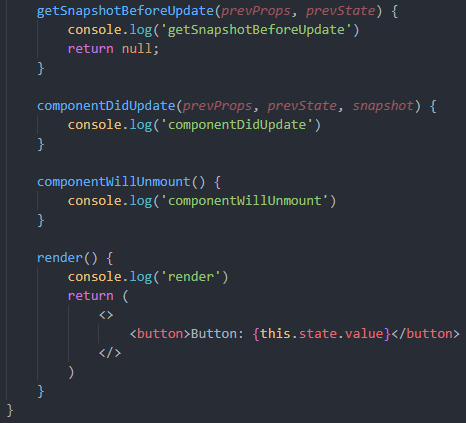 getSnapshotBeforeUpdate(prevProps, prevState) {
    console.log('getSnapshotBeforeUpdate')
    return null;
}

componentDidUpdate(prevProps, prevState, snapshot) {
    console.log('componentDidUpdate')
}

componentWillUnmount() {
    console.log('componentWillUnmount')
}

render() {
    console.log('render')
    return (
        <>
            <button>Button: {this.state.value}</button>
        </>
    )
}
}